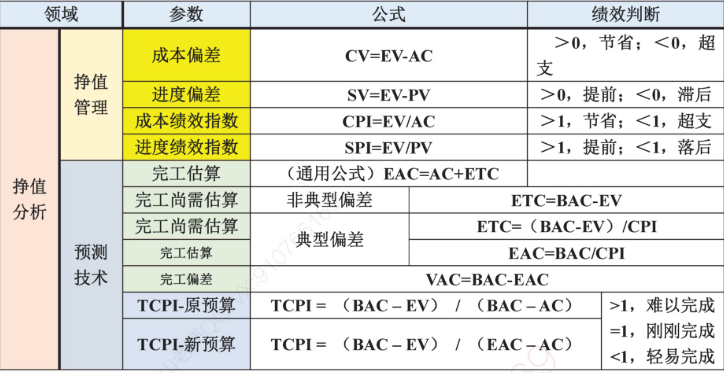 领域 参数 公式 绩效判断
挣值分析
挣值管理
成本偏差 CV=EV-AC >0，节省；<0，超
支
进度偏差 SV=EV-PV >0，提前；<0，滞后
成本绩效指数 CPI=EV/AC >1，节省；<1，超支
进度绩效指数 SPI=EV/PV >1，提前；<1，落后
预测技术
完工估算 （通用公式）EAC=AC+ETC
完工尚需估算 非典型偏差 ETC=BAC-EV
完工尚需估算 典型偏差 ETC=（BAC-EV）/CPI
完工估算 EAC=BAC/CPI
完工偏差 VAC=BAC-EAC
TCPI-原预算 TCPI = （BAC – EV） / （BAC – AC） >1，难以完成
=1，刚刚完成
TCPI-新预算 TCPI = （BAC – EV） / （EAC – AC） <1，轻易完成